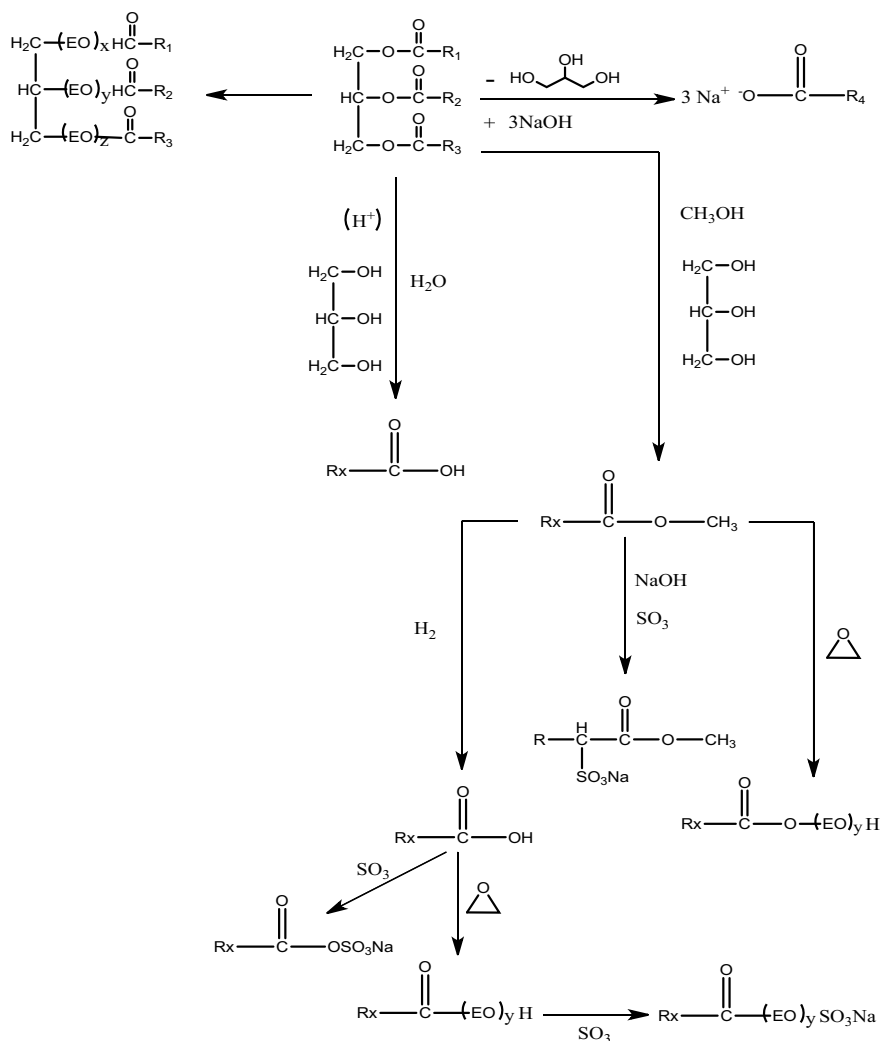 H₂C—(EO)ₓHC—R₁
O
HC—(EO)yHC—R₂
O
H₂C—(EO)zC—R₃
O
O
H₂C—O—C—R₁
O
HC—O—C—R₂
O
H₂C—O—C—R₃
-
HO OH OH
+ 3NaOH
O
3 Na⁺ ⁻O R₄
(H⁺)
H₂C—OH
HC—OH
H₂C—OH
H₂O
CH₃OH
H₂C—OH
HC—OH
H₂C—OH
O
Rx—C—OH
O
Rx—C—O—CH₃
H₂
NaOH
SO₃
O
H O
R—C—C—O—CH₃
SO₃Na
O
Rx—C—OH
O
Rx—C—O—(EO)y H
SO₃
O
O
Rx—C—OSO₃Na
O
Rx—C—(EO)y H
SO₃
O
Rx—C—(EO)y SO₃Na